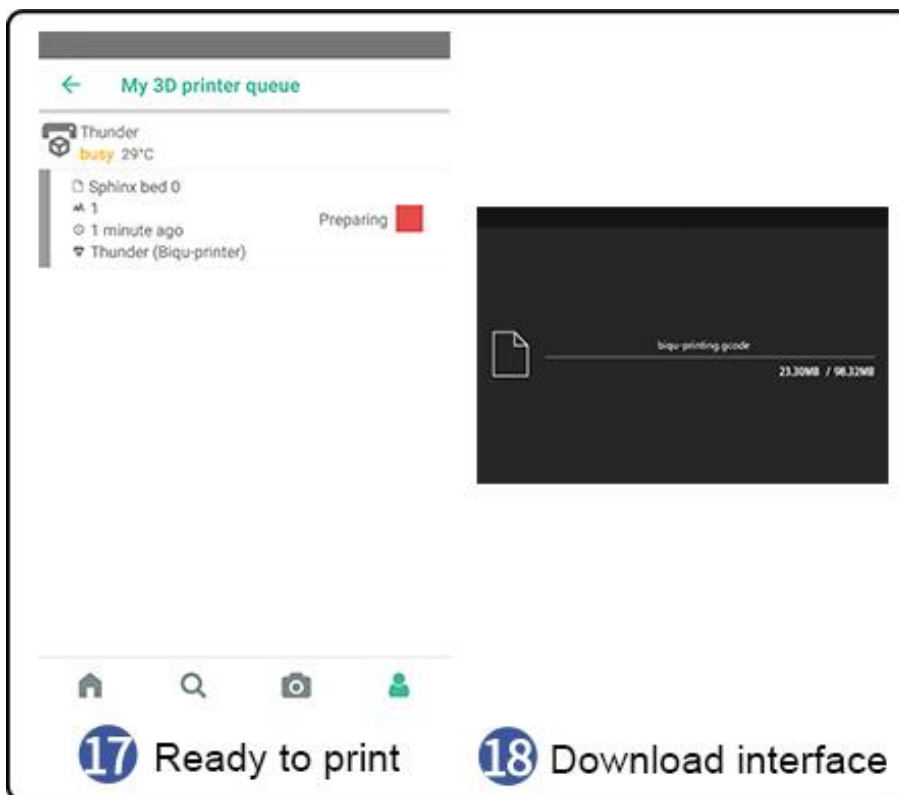 My 3D printer queue
Thunder
busy 29°C
Sphinx bed 0
1
1 minute ago
Preparing
Thunder (Biqu-printer)
biqu-printing gcode
23.30MB / 98.32MB
17 Ready to print
18 Download interface